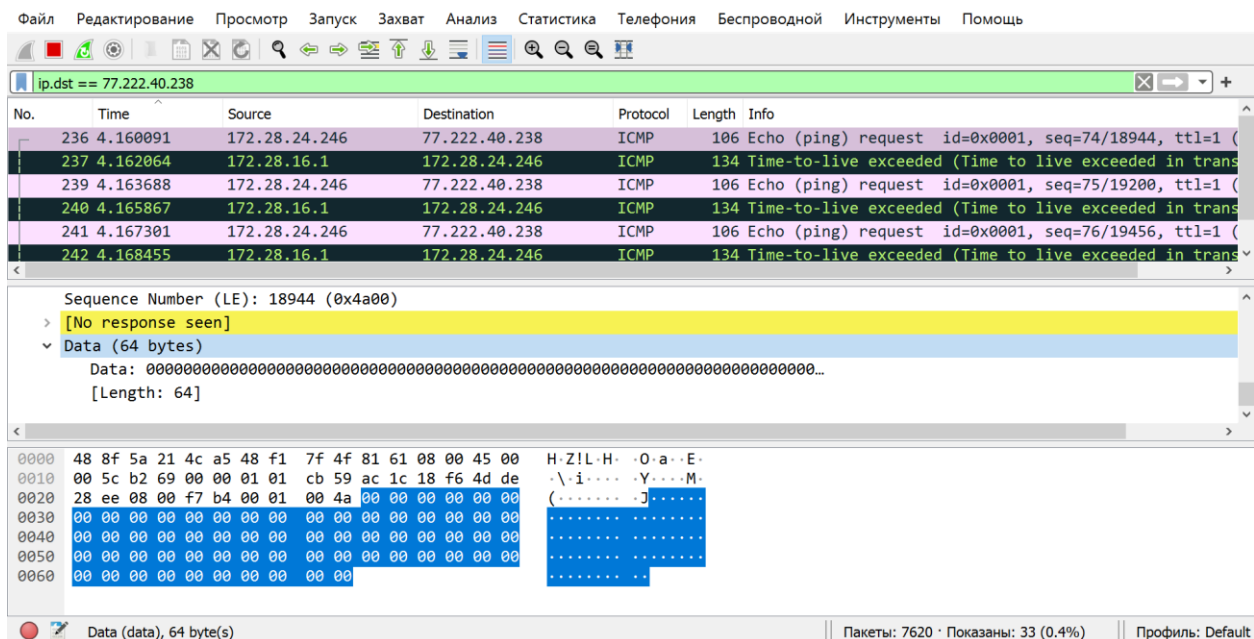 Файл Редактирование Просмотр Запуск Захват Анализ Статистика Телефония Беспроводной Инструменты Помощь
ip.dst == 77.222.40.238
No. Time Source Destination Protocol Length Info
236 4.160091 172.28.24.246 77.222.40.238 ICMP 106 Echo (ping) request id=0x0001, seq=74/18944, ttl=1 (
237 4.162064 172.28.16.1 172.28.24.246 ICMP 134 Time-to-live exceeded (Time to live exceeded in trans
239 4.163688 172.28.24.246 77.222.40.238 ICMP 106 Echo (ping) request id=0x0001, seq=75/19200, ttl=1 (
240 4.165867 172.28.16.1 172.28.24.246 ICMP 134 Time-to-live exceeded (Time to live exceeded in trans
241 4.167301 172.28.24.246 77.222.40.238 ICMP 106 Echo (ping) request id=0x0001, seq=76/19456, ttl=1 (
242 4.168455 172.28.16.1 172.28.24.246 ICMP 134 Time-to-live exceeded (Time to live exceeded in trans
Sequence Number (LE): 18944 (0x4a00)
[No response seen]
Data (64 bytes)
Data: 00000000000000000000000000000000000000000000000000000000000000000000000…
[Length: 64]
0000 48 8f 5a 21 4c a5 48 f1 7f 4f 81 61 08 00 45 00 H·Z!L·H· ·O·a··E·
0010 00 5c b2 69 00 00 01 01 cb 59 ac 1c 18 f6 4d de ·\·i···· ·Y····M·
0020 28 ee 08 00 f7 b4 00 01 00 4a 00 00 00 00 00 00 (······· ·J······
0030 00 00 00 00 00 00 00 00 00 00 00 00 00 00 00 00 ········ ········
0040 00 00 00 00 00 00 00 00 00 00 00 00 00 00 00 00 ········ ········
0050 00 00 00 00 00 00 00 00 00 00 00 00 00 00 00 00 ········ ········
0060 00 00 00 00 00 00 00 00 00 00 ········ ··
Data (data), 64 byte(s) Пакеты: 7620 · Показаны: 33 (0.4%) Профиль: Default